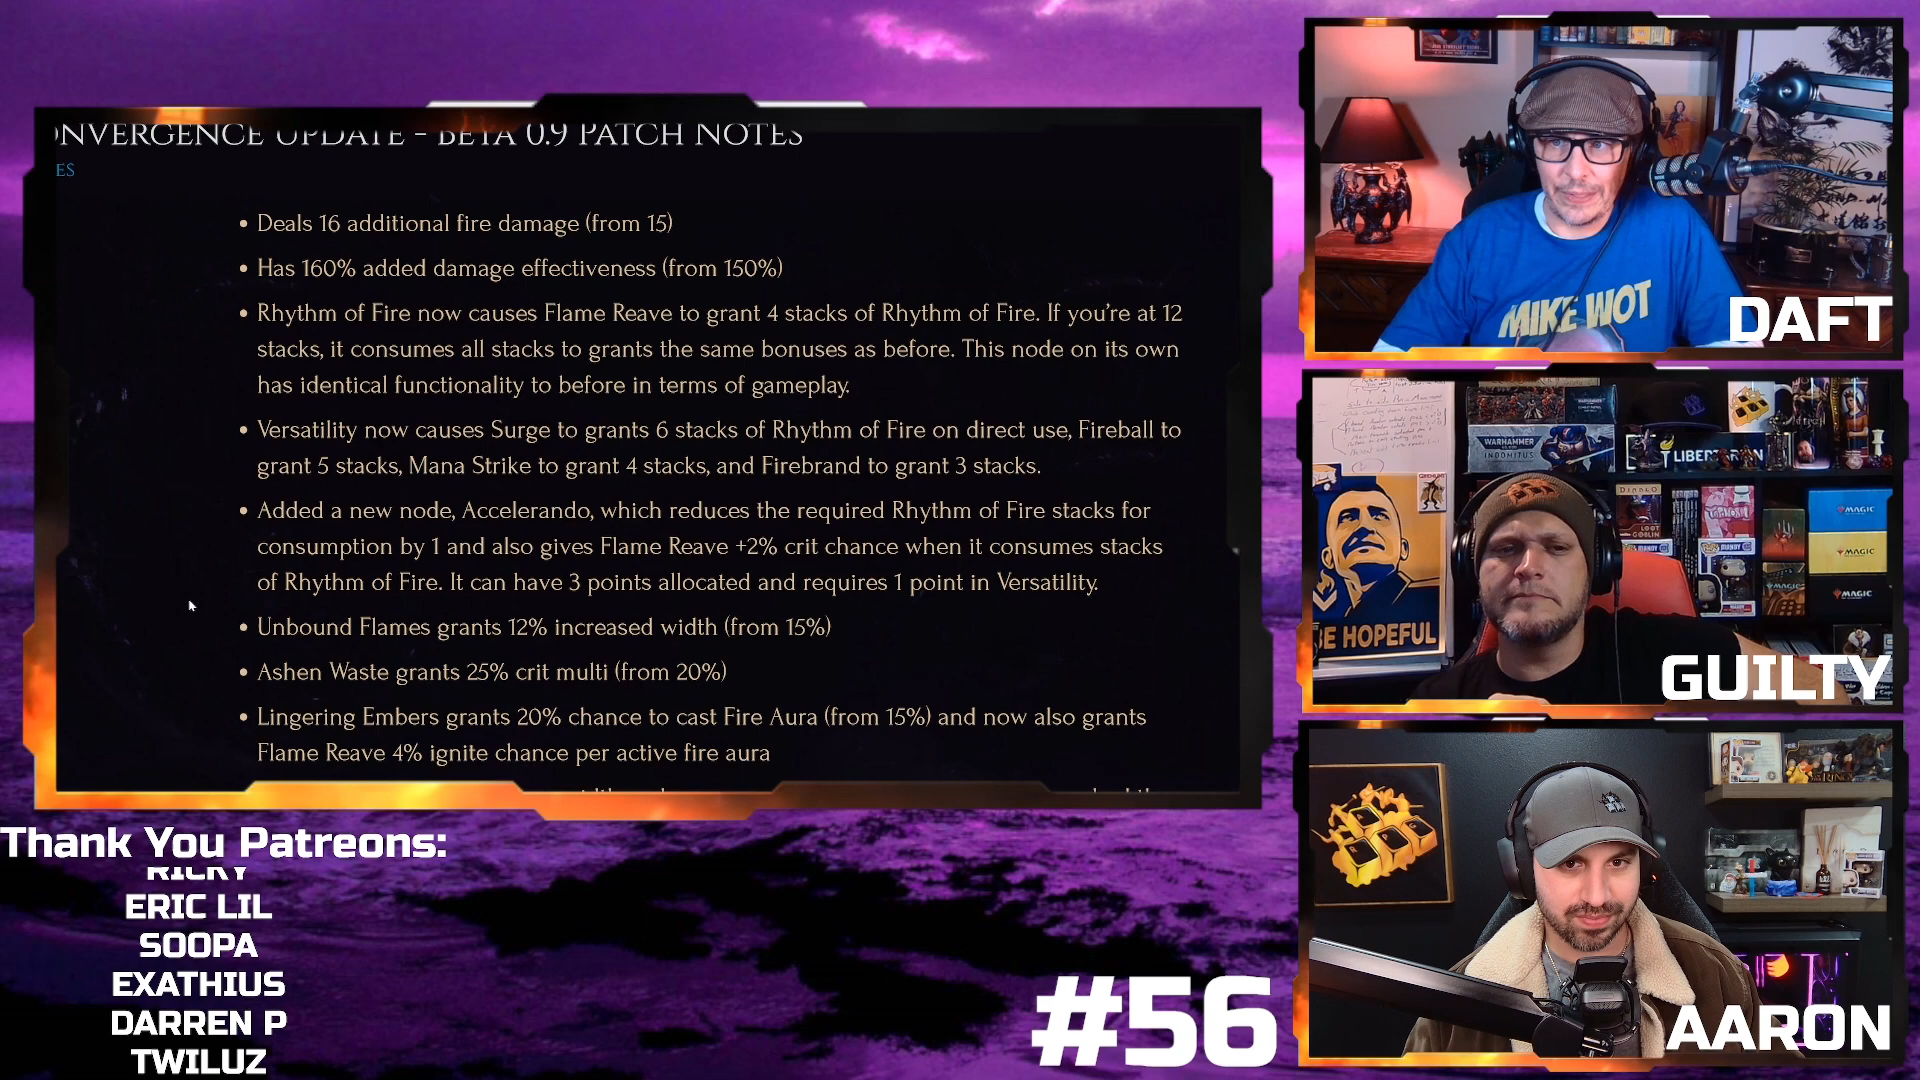 ONVERGENCE UPDATE - BETA 0.9 PATCH NOTES
ES
• Deals 16 additional fire damage (from 15)
• Has 160% added damage effectiveness (from 150%)
• Rhythm of Fire now causes Flame Reave to grant 4 stacks of Rhythm of Fire. If you're at 12
stacks, it consumes all stacks to grants the same bonuses as before. This node on its own
has identical functionality to before in terms of gameplay.
• Versatility now causes Surge to grants 6 stacks of Rhythm of Fire on direct use, Fireball to
grant 5 stacks, Mana Strike to grant 4 stacks, and Firebrand to grant 3 stacks.
• Added a new node, Accelerando, which reduces the required Rhythm of Fire stacks for
consumption by 1 and also gives Flame Reave +2% crit chance when it consumes stacks
of Rhythm of Fire. It can have 3 points allocated and requires 1 point in Versatility.
• Unbound Flames grants 12% increased width (from 15%)
• Ashen Waste grants 25% crit multi (from 20%)
• Lingering Embers grants 20% chance to cast Fire Aura (from 15%) and now also grants
Flame Reave 4% ignite chance per active fire aura
Thank You Patreons:
RICKY
ERIC LIL
SOOPA
EXATHIUS
DARREN P
TWILUZ
#56
MIKE WOT
DAFT
WARHAMMER
INDOMITUS
DIABLO
LOOT
GOBLIN
MAGIC
MAGIC
MAGIC
MAGIC
BE HOPEFUL
GUILTY
AARON